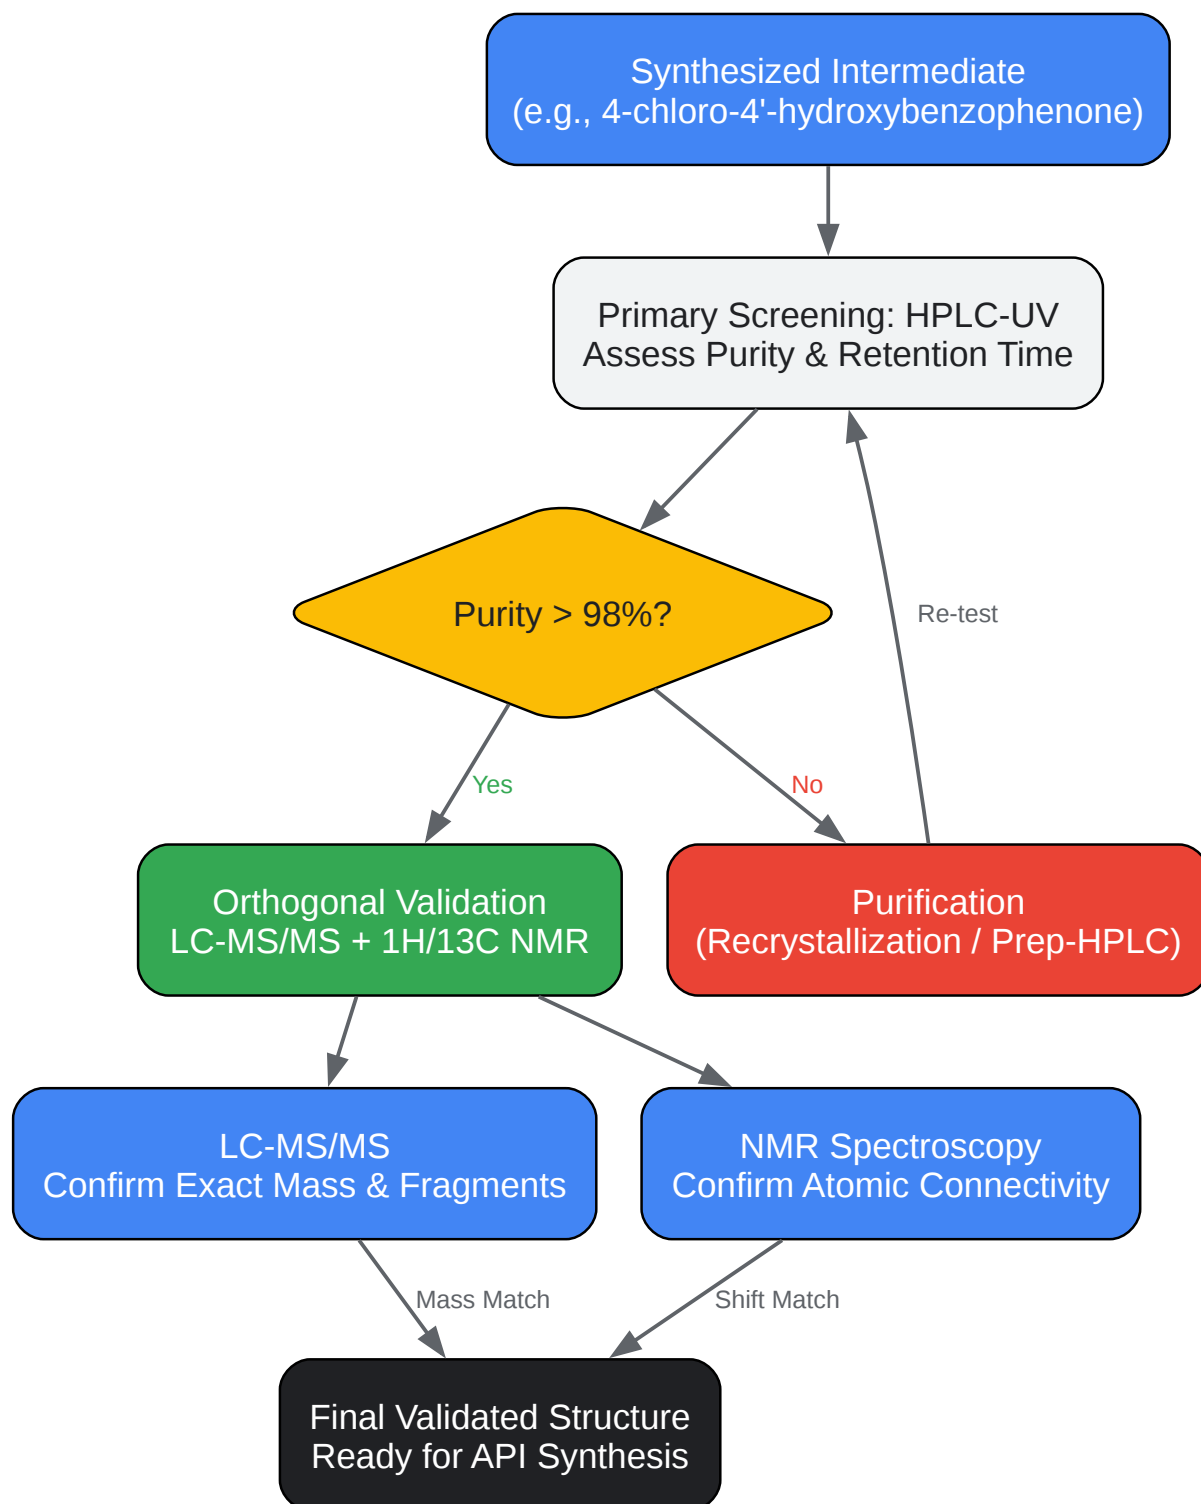 Synthesized Intermediate
(e.g., 4-chloro-4'-hydroxybenzophenone)
Primary Screening: HPLC-UV
Assess Purity & Retention Time
Purity > 98%?
Re-test
Yes
No
Orthogonal Validation
LC-MS/MS + 1H/13C NMR
Purification
(Recrystallization / Prep-HPLC)
LC-MS/MS
Confirm Exact Mass & Fragments
NMR Spectroscopy
Confirm Atomic Connectivity
Mass Match
Shift Match
Final Validated Structure
Ready for API Synthesis